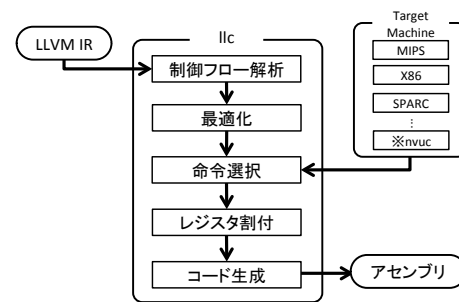 LLVM IR
llc
制御フロー解析
最適化
命令選択
レジスタ割付
コード生成
アセンブリ
Target
Machine
MIPS
X86
SPARC
⋮
※nvuc